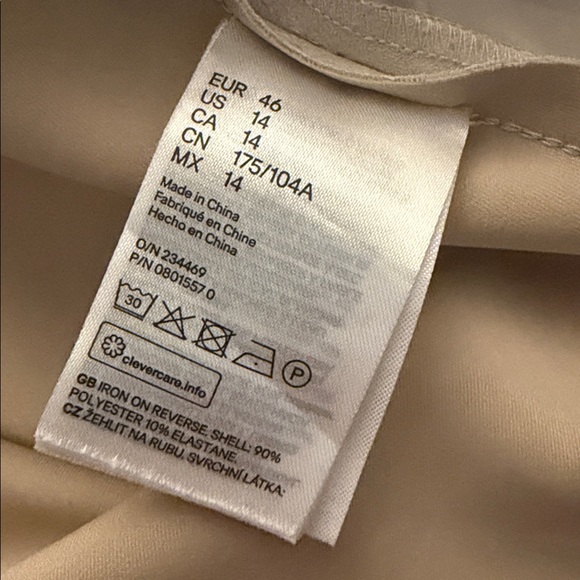 EUR 46
US 14
CA 14
CN 175/104A
MX 14
Made in China
Fabriqué en Chine
Hecho en China
O/N 234469
P/N 0801557 0
30
P
clevercare.info
GB IRON ON REVERSE. SHELL: 90%
POLYESTER 10% ELASTANE.
CZ ŽEHLIT NA RUBU. SVRCHNÍ LÁTKA: